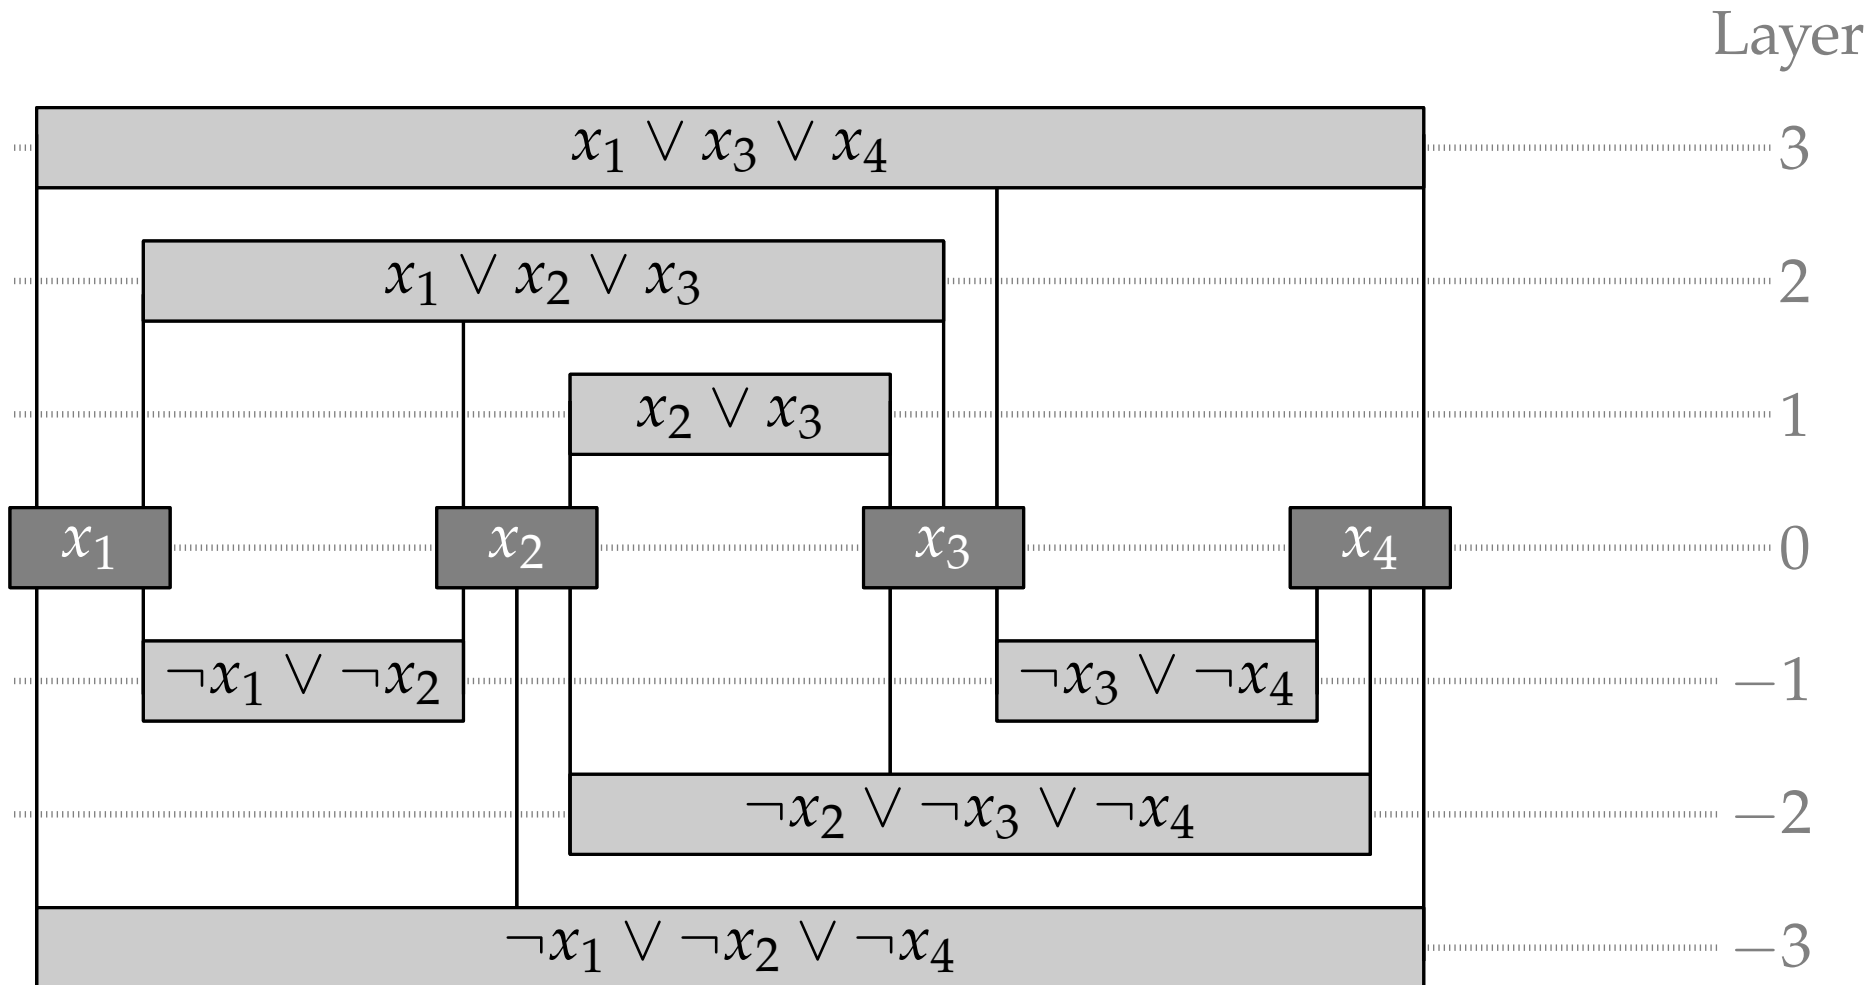 Layer
x₁ ∨ x₃ ∨ x₄ 3
x₁ ∨ x₂ ∨ x₃ 2
x₂ ∨ x₃ 1
x₁ x₂ x₃ x₄ 0
¬x₁ ∨ ¬x₂ ¬x₃ ∨ ¬x₄ −1
¬x₂ ∨ ¬x₃ ∨ ¬x₄ −2
¬x₁ ∨ ¬x₂ ∨ ¬x₄ −3